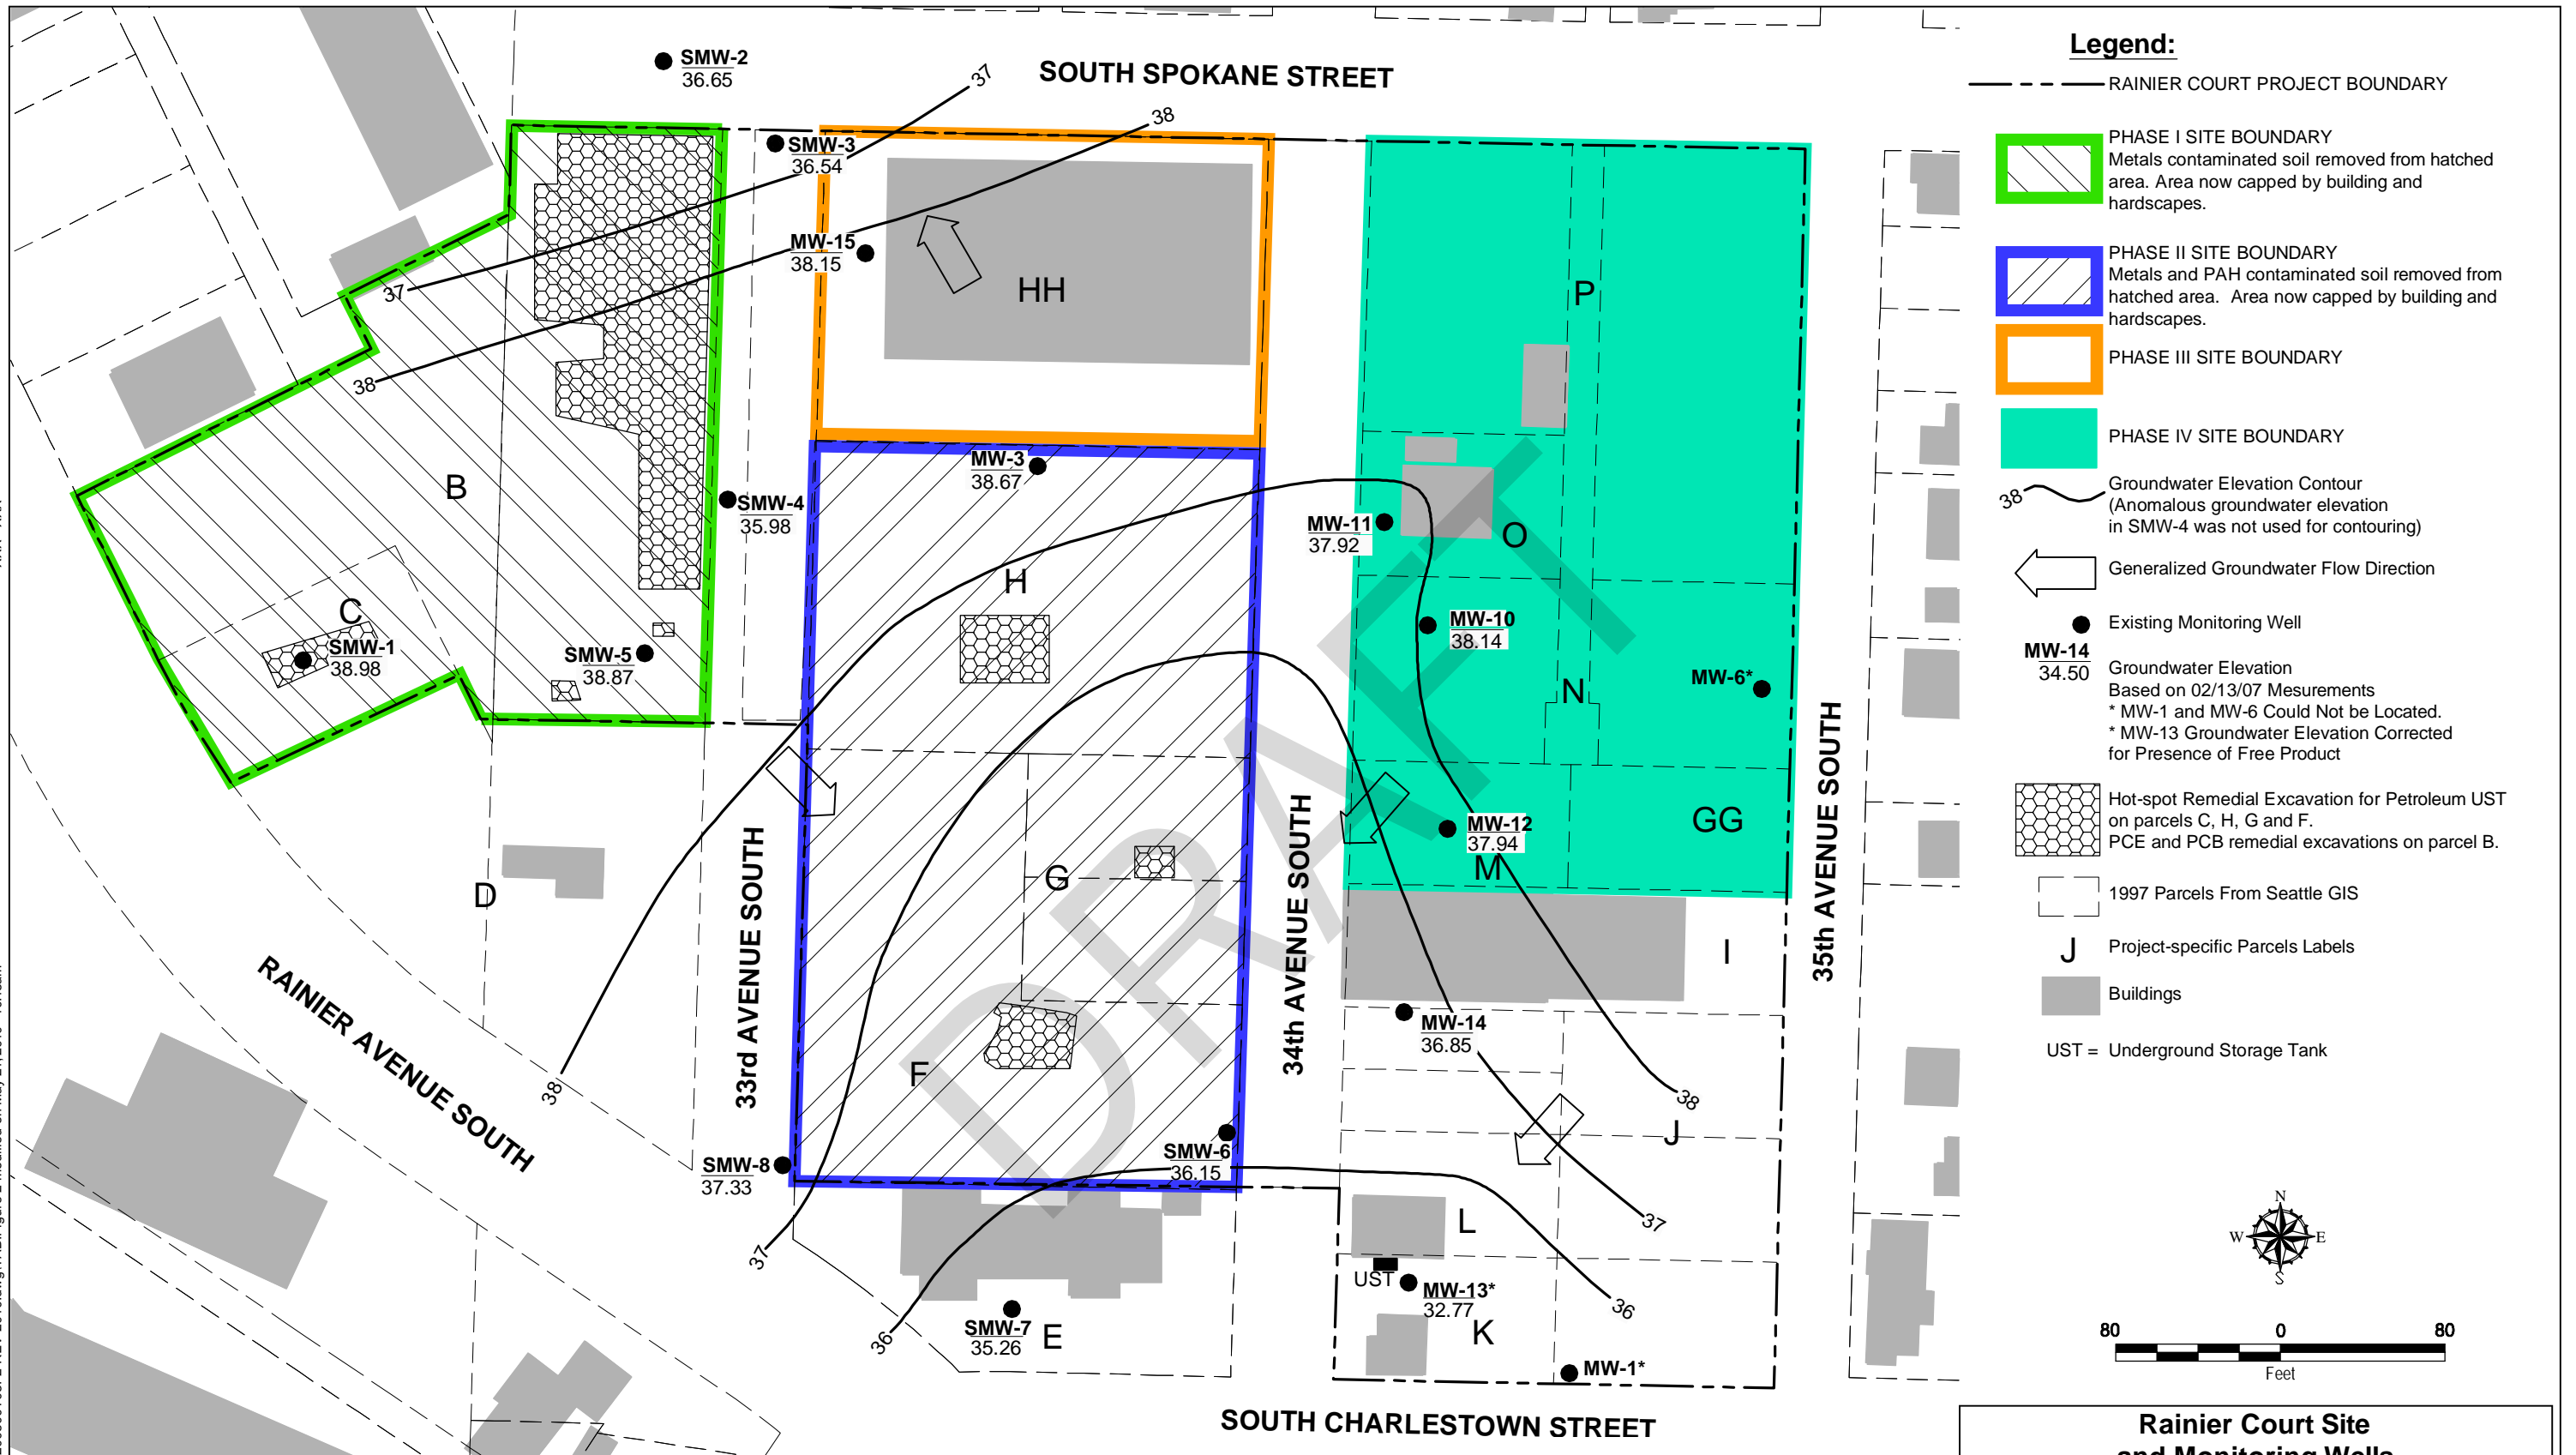 SOUTH SPOKANE STREET
SMW-2
36.65
37
38
SMW-3
36.54
MW-15
38.15
HH
P
37
38
B
MW-3
38.67
SMW-4
35.98
MW-11
37.92
O
H
C
SMW-1
38.98
SMW-5
38.87
MW-10
38.14
MW-6*
N
GG
MW-12
37.94
M
G
D
I
33rd AVENUE SOUTH
34th AVENUE SOUTH
35th AVENUE SOUTH
RAINIER AVENUE SOUTH
MW-14
36.85
F
38
38
J
SMW-6
36.15
SMW-8
37.33
37
37
L
UST
MW-13*
32.77
36
36
SMW-7
35.26
E
K
MW-1*
SOUTH CHARLESTOWN STREET
DRAFT
Legend:
RAINIER COURT PROJECT BOUNDARY
PHASE I SITE BOUNDARY
Metals contaminated soil removed from hatched
area. Area now capped by building and
hardscapes.
PHASE II SITE BOUNDARY
Metals and PAH contaminated soil removed from
hatched area. Area now capped by building and
hardscapes.
PHASE III SITE BOUNDARY
PHASE IV SITE BOUNDARY
38
Groundwater Elevation Contour
(Anomalous groundwater elevation
in SMW-4 was not used for contouring)
Generalized Groundwater Flow Direction
Existing Monitoring Well
MW-14
34.50
Groundwater Elevation
Based on 02/13/07 Mesurements
* MW-1 and MW-6 Could Not be Located.
* MW-13 Groundwater Elevation Corrected
for Presence of Free Product
Hot-spot Remedial Excavation for Petroleum UST
on parcels C, H, G and F.
PCE and PCB remedial excavations on parcel B.
1997 Parcels From Seattle GIS
J Project-specific Parcels Labels
Buildings
UST = Underground Storage Tank
N
W E
S
80 0 80
Feet
Rainier Court Site
and Monitoring Wells